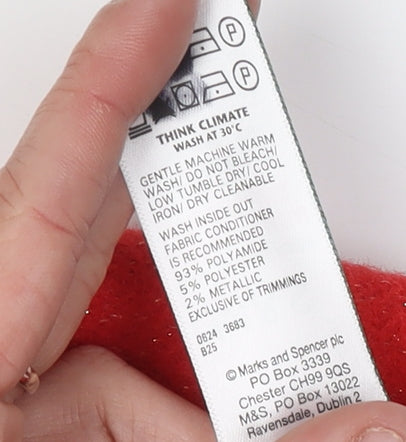 P
P
THINK CLIMATE
WASH AT 30°C
GENTLE MACHINE WARM
WASH/ DO NOT BLEACH/
LOW TUMBLE DRY/ COOL
IRON/ DRY CLEANABLE
WASH INSIDE OUT
FABRIC CONDITIONER
IS RECOMMENDED
93% POLYAMIDE
5% POLYESTER
2% METALLIC
EXCLUSIVE OF TRIMMINGS
0624 3683
B25
© Marks and Spencer plc
PO Box 3339
Chester CH99 9QS
M&S, PO Box 13022
Ravensdale, Dublin 2